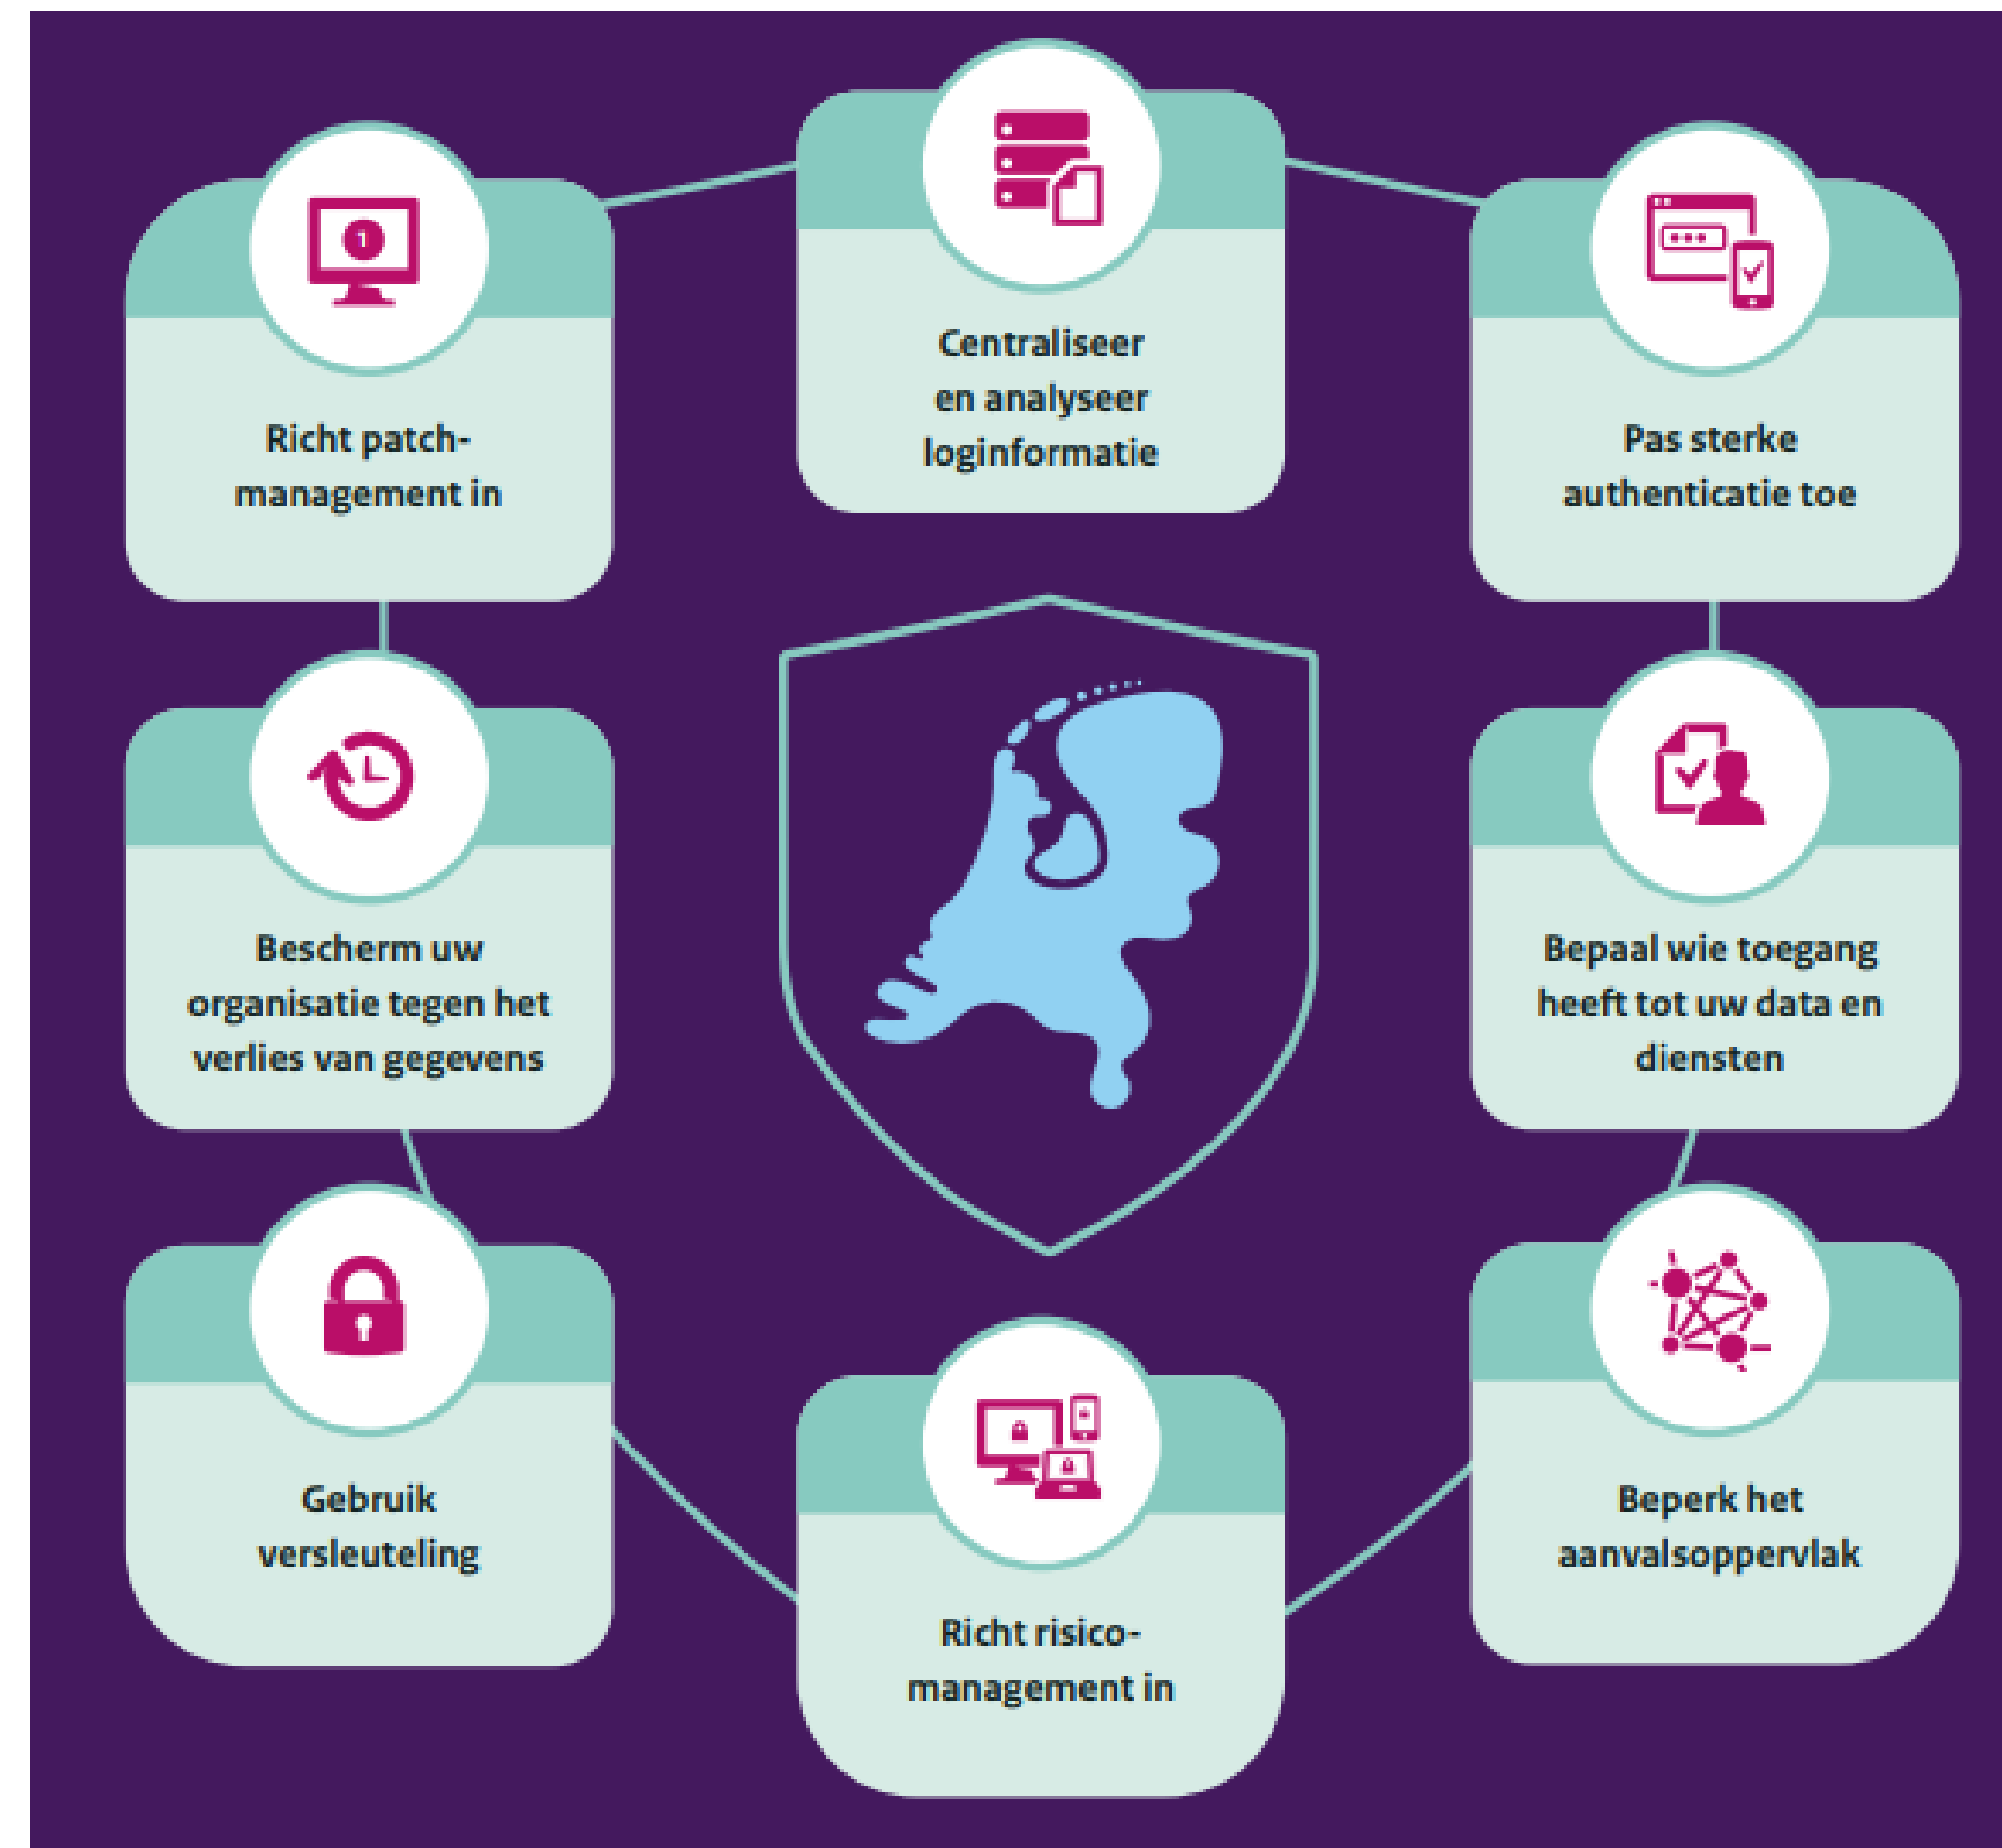 Centraliseer
en analyseer
loginformatie
Richt patch-
management in
Pas sterke
authenticatie toe
Bescherm uw
organisatie tegen het
verlies van gegevens
Bepaal wie toegang
heeft tot uw data en
diensten
Gebruik
versleuteling
Beperk het
aanvalsoppervlak
Richt risico-
management in
1